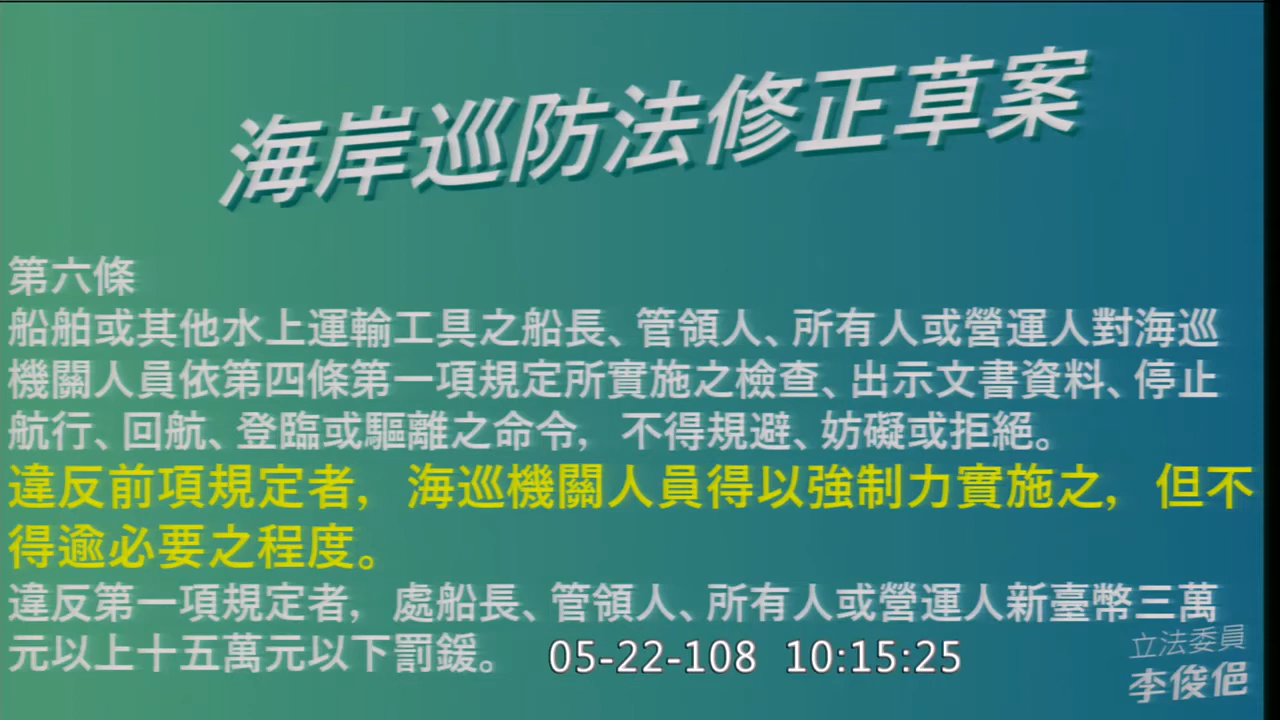 海岸巡防法修正草案
第六條
船舶或其他水上運輸工具之船長、管領人、所有人或營運人對海巡
機關人員依第四條第一項規定所實施之檢查、出示文書資料、停止
航行、回航、登臨或驅離之命令，不得規避、妨礙或拒絕。
違反前項規定者，海巡機關人員得以強制力實施之，但不
得逾必要之程度。
違反第一項規定者，處船長、管領人、所有人或營運人新臺幣三萬
元以上十五萬元以下罰鍰。
05-22-108 10:15:25
立法委員
李俊俋